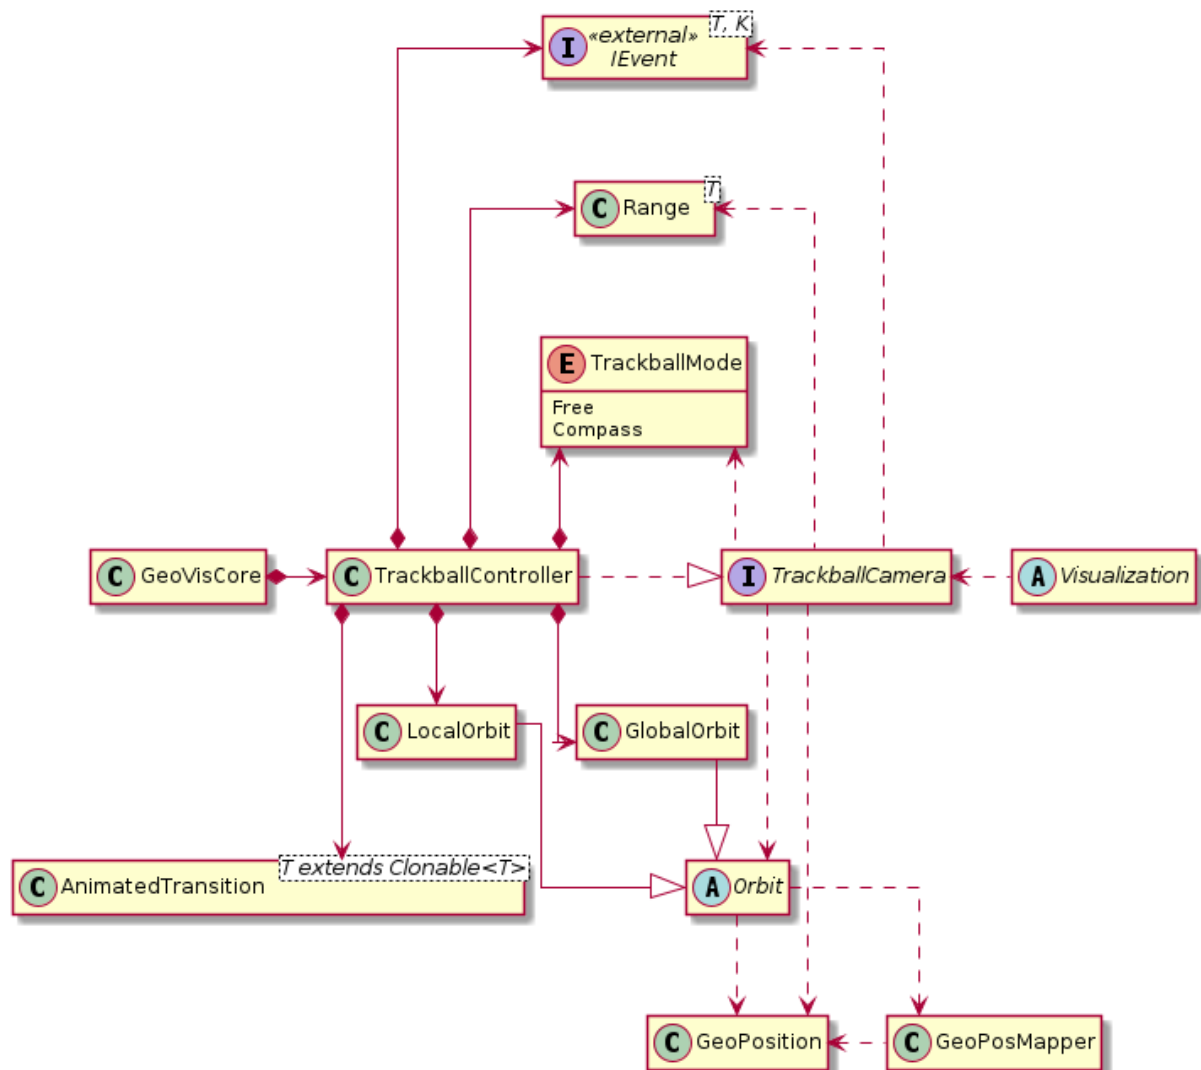 T, K
I
«external»
IEvent
T
C Range
E TrackballMode
Free
Compass
C GeoVisCore
C TrackballController
I TrackballCamera
A Visualization
C LocalOrbit
C GlobalOrbit
T extends Clonable<T>
C AnimatedTransition
A Orbit
C GeoPosition
C GeoPosMapper